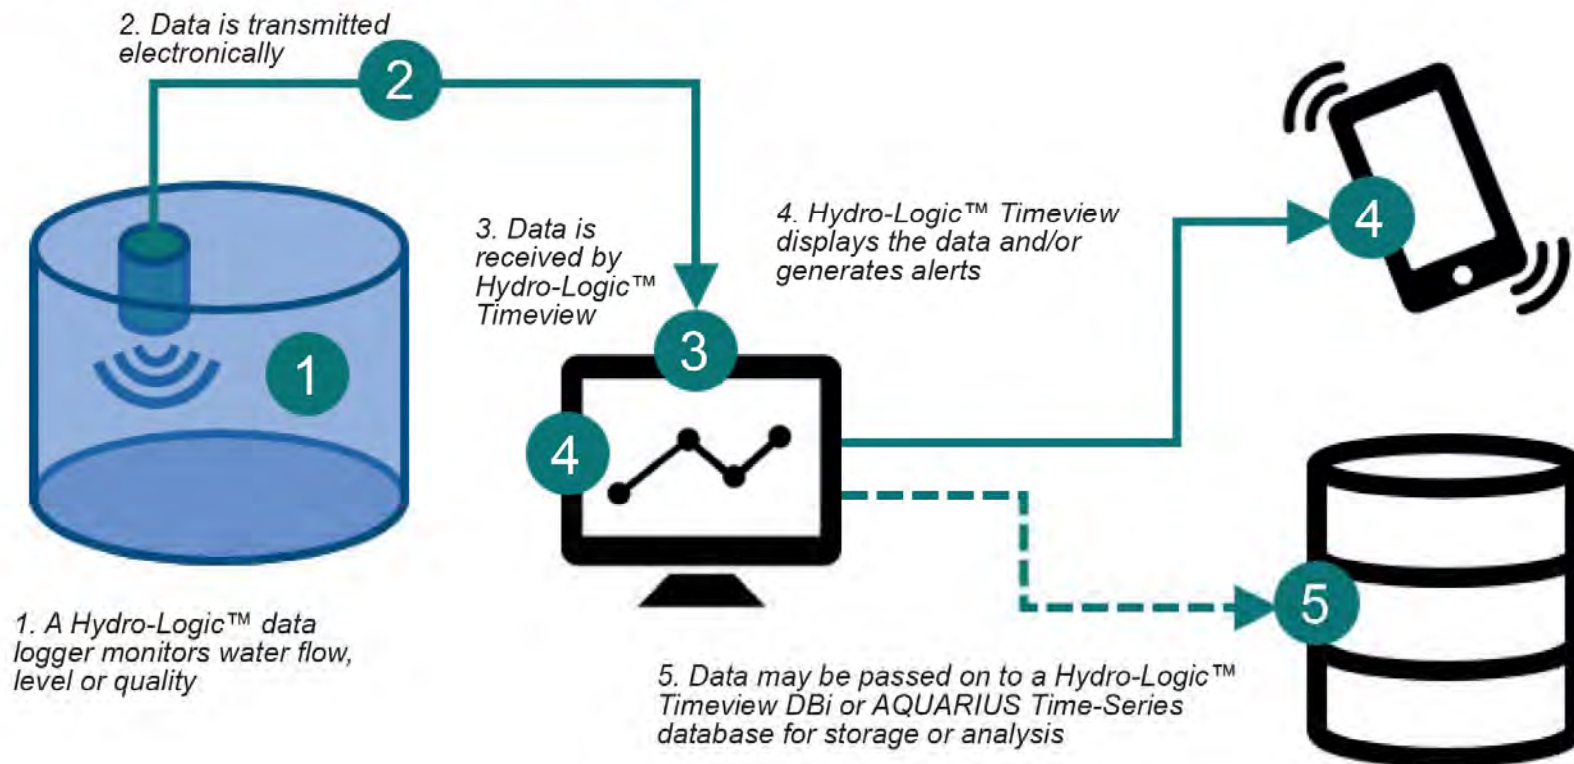 2. Data is transmitted
electronically
2
4
3. Data is
received by
Hydro-Logic™
Timeview
4. Hydro-Logic™ Timeview
displays the data and/or
generates alerts
3
1
4
5
1. A Hydro-Logic™ data
logger monitors water flow,
level or quality
5. Data may be passed on to a Hydro-Logic™
Timeview DBi or AQUARIUS Time-Series
database for storage or analysis